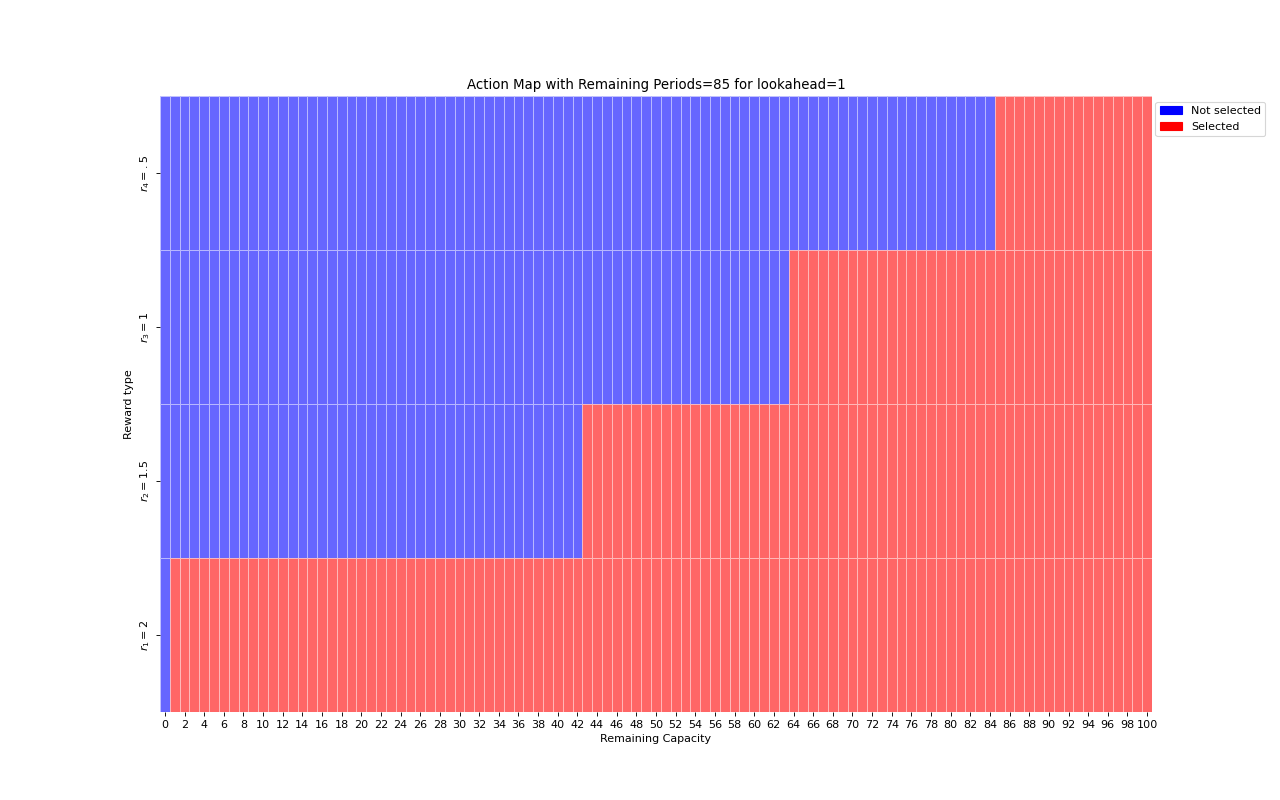 Action Map with Remaining Periods=85 for lookahead=1
Not selected
Selected
Reward type
r₄ = .5
r₃ = 1
r₂ = 1.5
r₁ = 2
0 2 4 6 8 10 12 14 16 18 20 22 24 26 28 30 32 34 36 38 40 42 44 46 48 50 52 54 56 58 60 62 64 66 68 70 72 74 76 78 80 82 84 86 88 90 92 94 96 98 100
Remaining Capacity